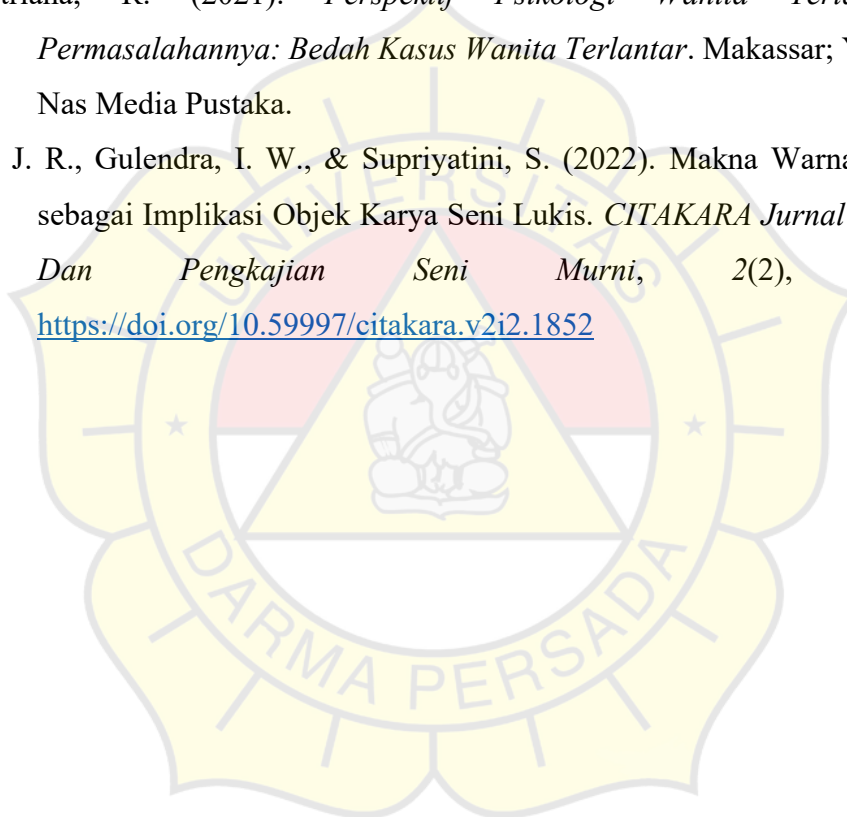 K. (2021). Perspektif Psikologi Wanita
Permasalahannya: Bedah Kasus Wanita Terlantar. Makassar;
Nas Media Pustaka.
J. R., Gulendra, I. W., & Supriyatini, S. (2022). Makna Warna
sebagai Implikasi Objek Karya Seni Lukis. CITAKARA Jurnal
Dan Pengkajian Seni Murni, 2(2),
https://doi.org/10.59997/citakara.v2i2.1852
UNIVERSITAS
DARMA PERSADA